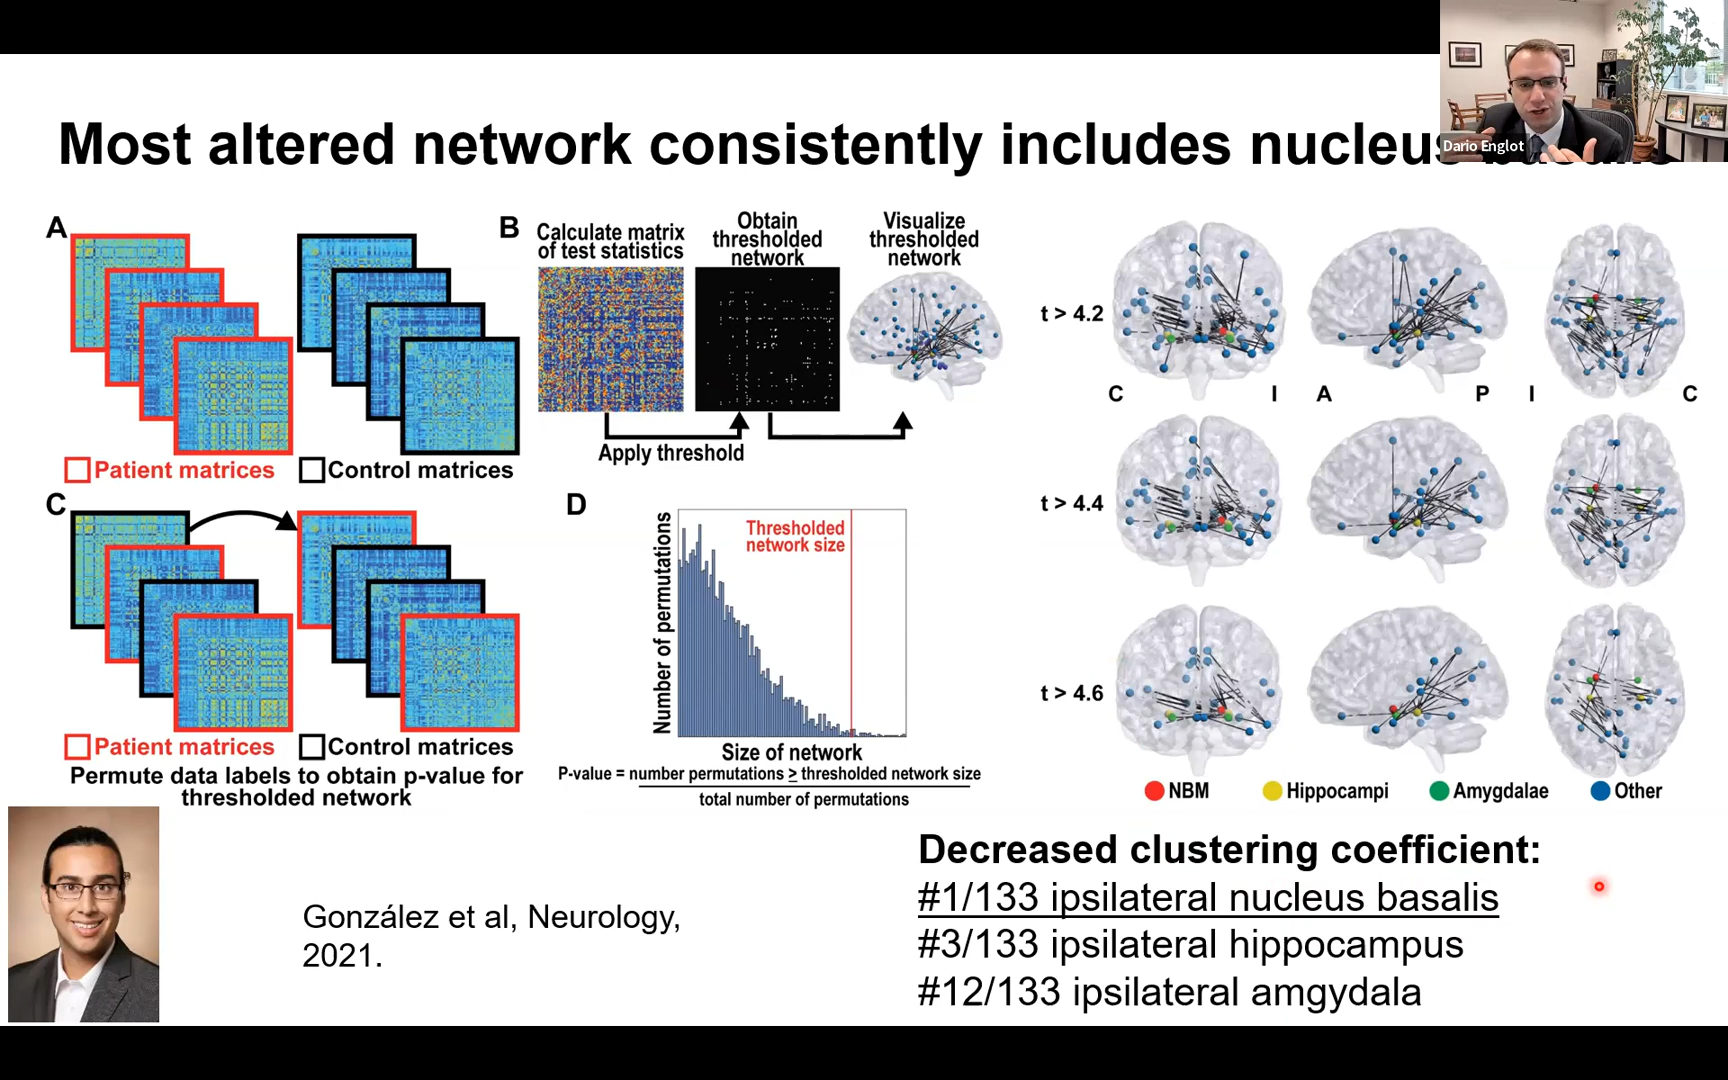 Most altered network consistently includes nucleus
Dario Englot
A
Patient matrices
Control matrices
B
Calculate matrix
of test statistics
Obtain
thresholded
network
Visualize
thresholded
network
Apply threshold
C
Patient matrices
Control matrices
Permute data labels to obtain p-value for
thresholded network
D
Number of permutations
Thresholded
network size
Size of network
P-value = number permutations ≥ thresholded network size
total number of permutations
t > 4.2
C I A P I C
t > 4.4
t > 4.6
NBM Hippocampi Amygdalae Other
González et al, Neurology,
2021.
Decreased clustering coefficient:
#1/133 ipsilateral nucleus basalis
#3/133 ipsilateral hippocampus
#12/133 ipsilateral amgydala